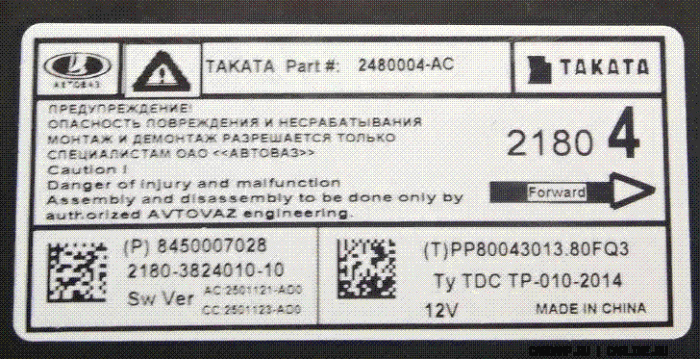 АВТОВАЗ
TAKATA Part #: 2480004-AC
TAKATA
ПРЕДУПРЕЖДЕНИЕ!
ОПАСНОСТЬ ПОВРЕЖДЕНИЯ И НЕСРАБАТЫВАНИЯ
МОНТАЖ И ДЕМОНТАЖ РАЗРЕШАЕТСЯ ТОЛЬКО
СПЕЦИАЛИСТАМ ОАО <<АВТОВАЗ>>
Caution !
Danger of injury and malfunction
Assembly and disassembly to be done only by
authorized AVTOVAZ engineering.
2180 4
Forward
(P) 8450007028
2180-3824010-10
Sw Ver
AC:2501121-AD0
CC:2501123-AD0
(T)PP80043013.80FQ3
Ty TDC TP-010-2014
12V MADE IN CHINA